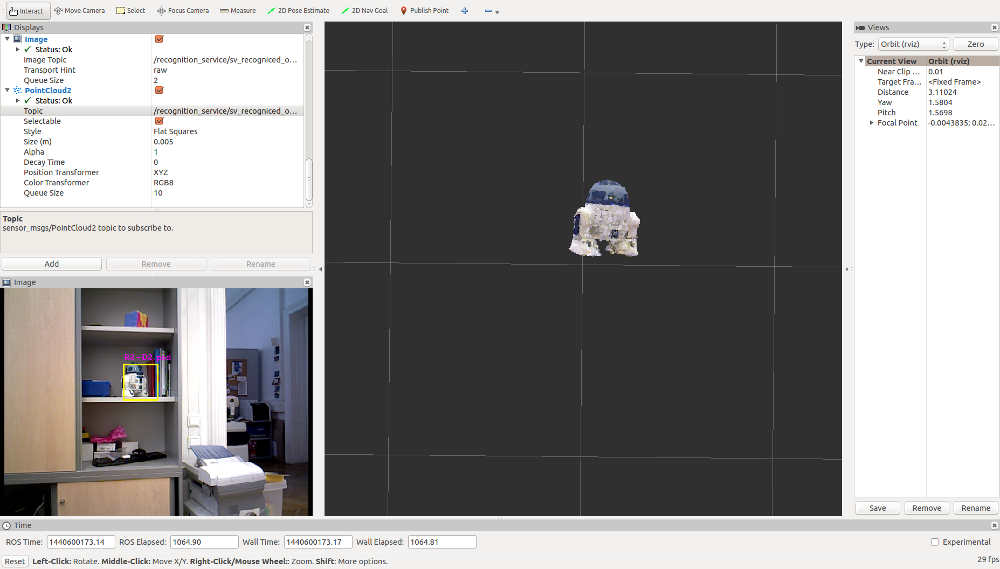 Interact Move Camera Select Focus Camera Measure 2D Pose Estimate 2D Nav Goal Publish Point
Displays
Image
Status: Ok
Image Topic /recognition_service/sv_recogniced_o...
Transport Hint raw
Queue Size 2
PointCloud2
Status: Ok
Topic /recognition_service/sv_recogniced_o...
Selectable
Style Flat Squares
Size (m) 0.005
Alpha 1
Decay Time 0
Position Transformer XYZ
Color Transformer RGB8
Queue Size 10
Topic
sensor_msgs/PointCloud2 topic to subscribe to.
Add Remove Rename
Image
Views
Type: Orbit (rviz) Zero
Current View Orbit (rviz)
Near Clip ... 0.01
Target Fra... <Fixed Frame>
Distance 3.11024
Yaw 1.5804
Pitch 1.5698
Focal Point. -0.0043835; 0.02...
Save Remove Rename
Time
ROS Time: 1440600173.14 ROS Elapsed: 1064.90 Wall Time: 1440600173.17 Wall Elapsed: 1064.81 Experimental
Reset Left-Click: Rotate. Middle-Click: Move X/Y. Right-Click/Mouse Wheel:: Zoom. Shift: More options. 29 fps